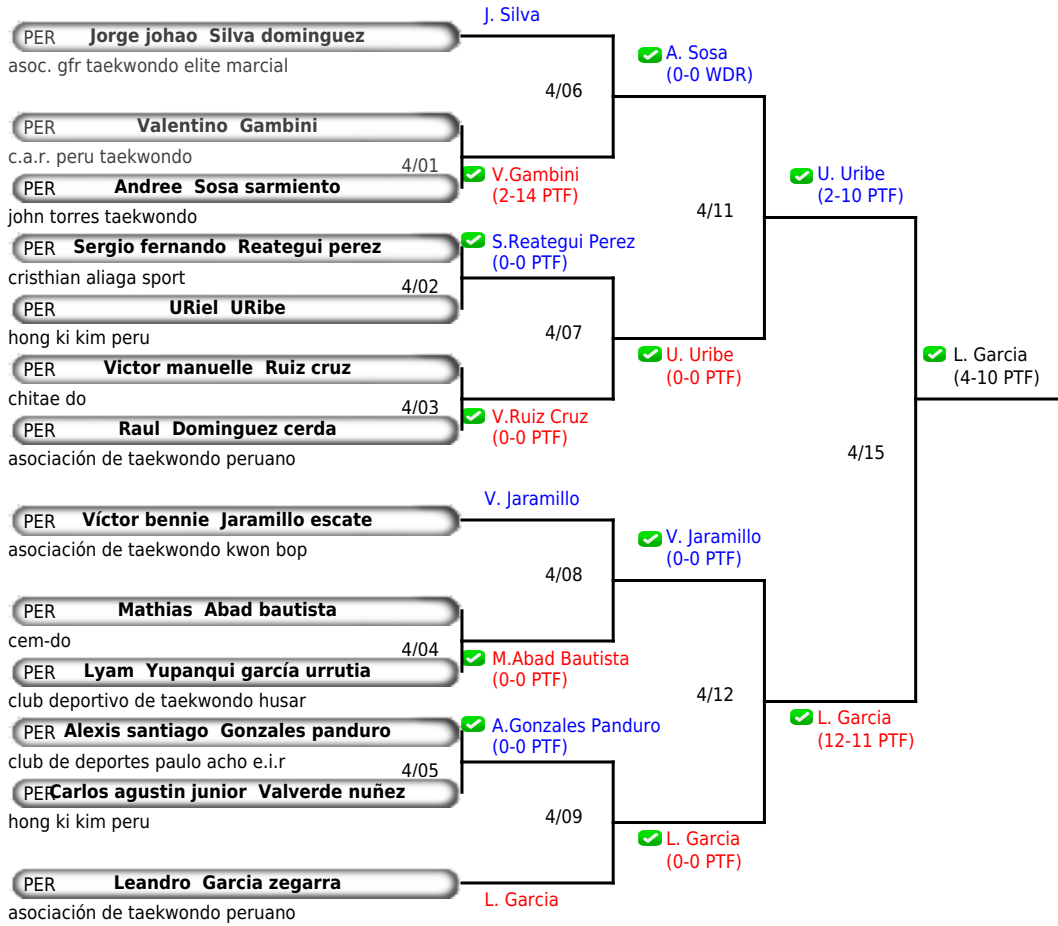 J. Silva
PER Jorge johao Silva dominguez
asoc. gfr taekwondo elite marcial
4/06
A. Sosa
(0-0 WDR)
PER Valentino Gambini
c.a.r. peru taekwondo
4/01
V.Gambini
(2-14 PTF)
PER Andree Sosa sarmiento
john torres taekwondo
4/11
U. Uribe
(2-10 PTF)
PER Sergio fernando Reategui perez
cristhian aliaga sport
4/02
S.Reategui Perez
(0-0 PTF)
PER URiel URibe
hong ki kim peru
4/07
U. Uribe
(0-0 PTF)
PER Victor manuelle Ruiz cruz
chitae do
4/03
V.Ruiz Cruz
(0-0 PTF)
PER Raul Dominguez cerda
asociación de taekwondo peruano
L. Garcia
(4-10 PTF)
4/15
V. Jaramillo
PER Víctor bennie Jaramillo escate
asociación de taekwondo kwon bop
4/08
V. Jaramillo
(0-0 PTF)
PER Mathias Abad bautista
cem-do
4/04
M.Abad Bautista
(0-0 PTF)
PER Lyam Yupanqui garcía urrutia
club deportivo de taekwondo husar
4/12
L. Garcia
(12-11 PTF)
PER Alexis santiago Gonzales panduro
club de deportes paulo acho e.i.r
4/05
A.Gonzales Panduro
(0-0 PTF)
PER Carlos agustin junior Valverde nuñez
hong ki kim peru
4/09
L. Garcia
(0-0 PTF)
PER Leandro Garcia zegarra
asociación de taekwondo peruano
L. Garcia